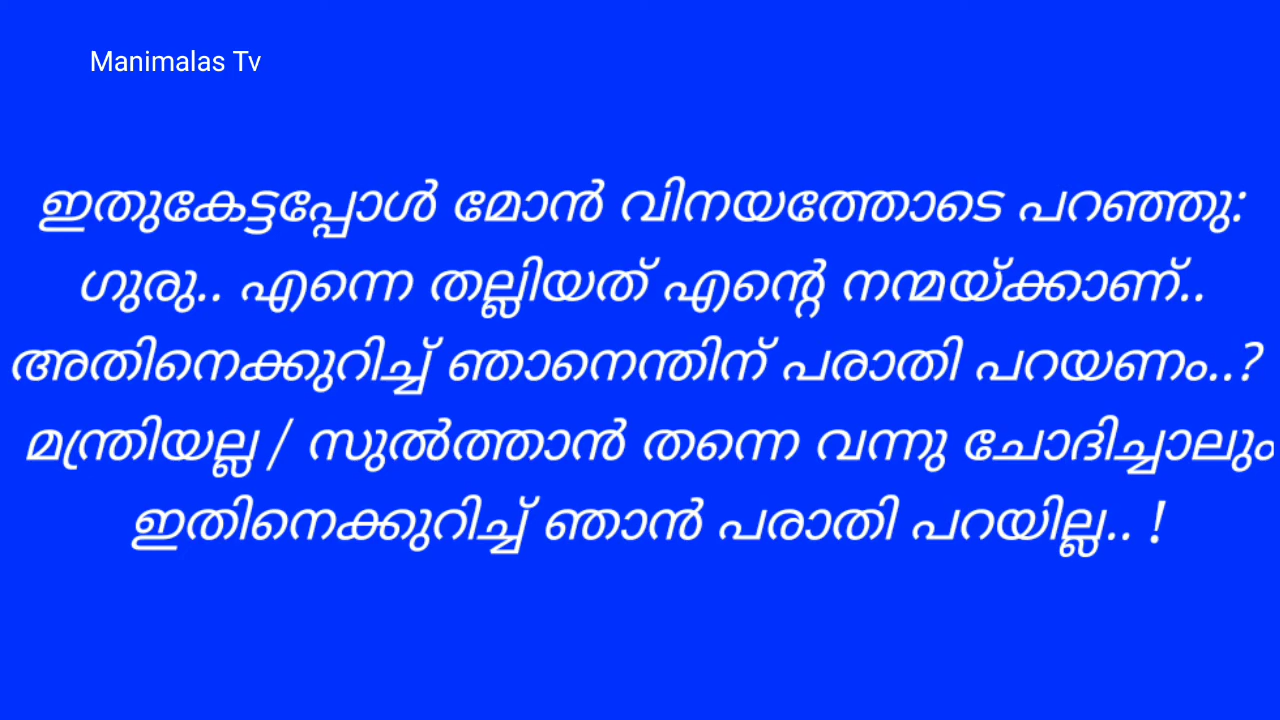 Manimalas Tv
ഇതുകേട്ടപ്പോൾ മോൻ വിനയത്തോടെ പറഞ്ഞു:
ഗുരു.. എന്നെ തല്ലിയത് എന്റെ നന്മയ്ക്കാണ്..
അതിനെക്കുറിച്ച് ഞാനെന്തിന് പരാതി പറയണം..?
മന്ത്രിയല്ല / സുൽത്താൻ തന്നെ വന്നു ചോദിച്ചാലും
ഇതിനെക്കുറിച്ച് ഞാൻ പരാതി പറയില്ല.. !